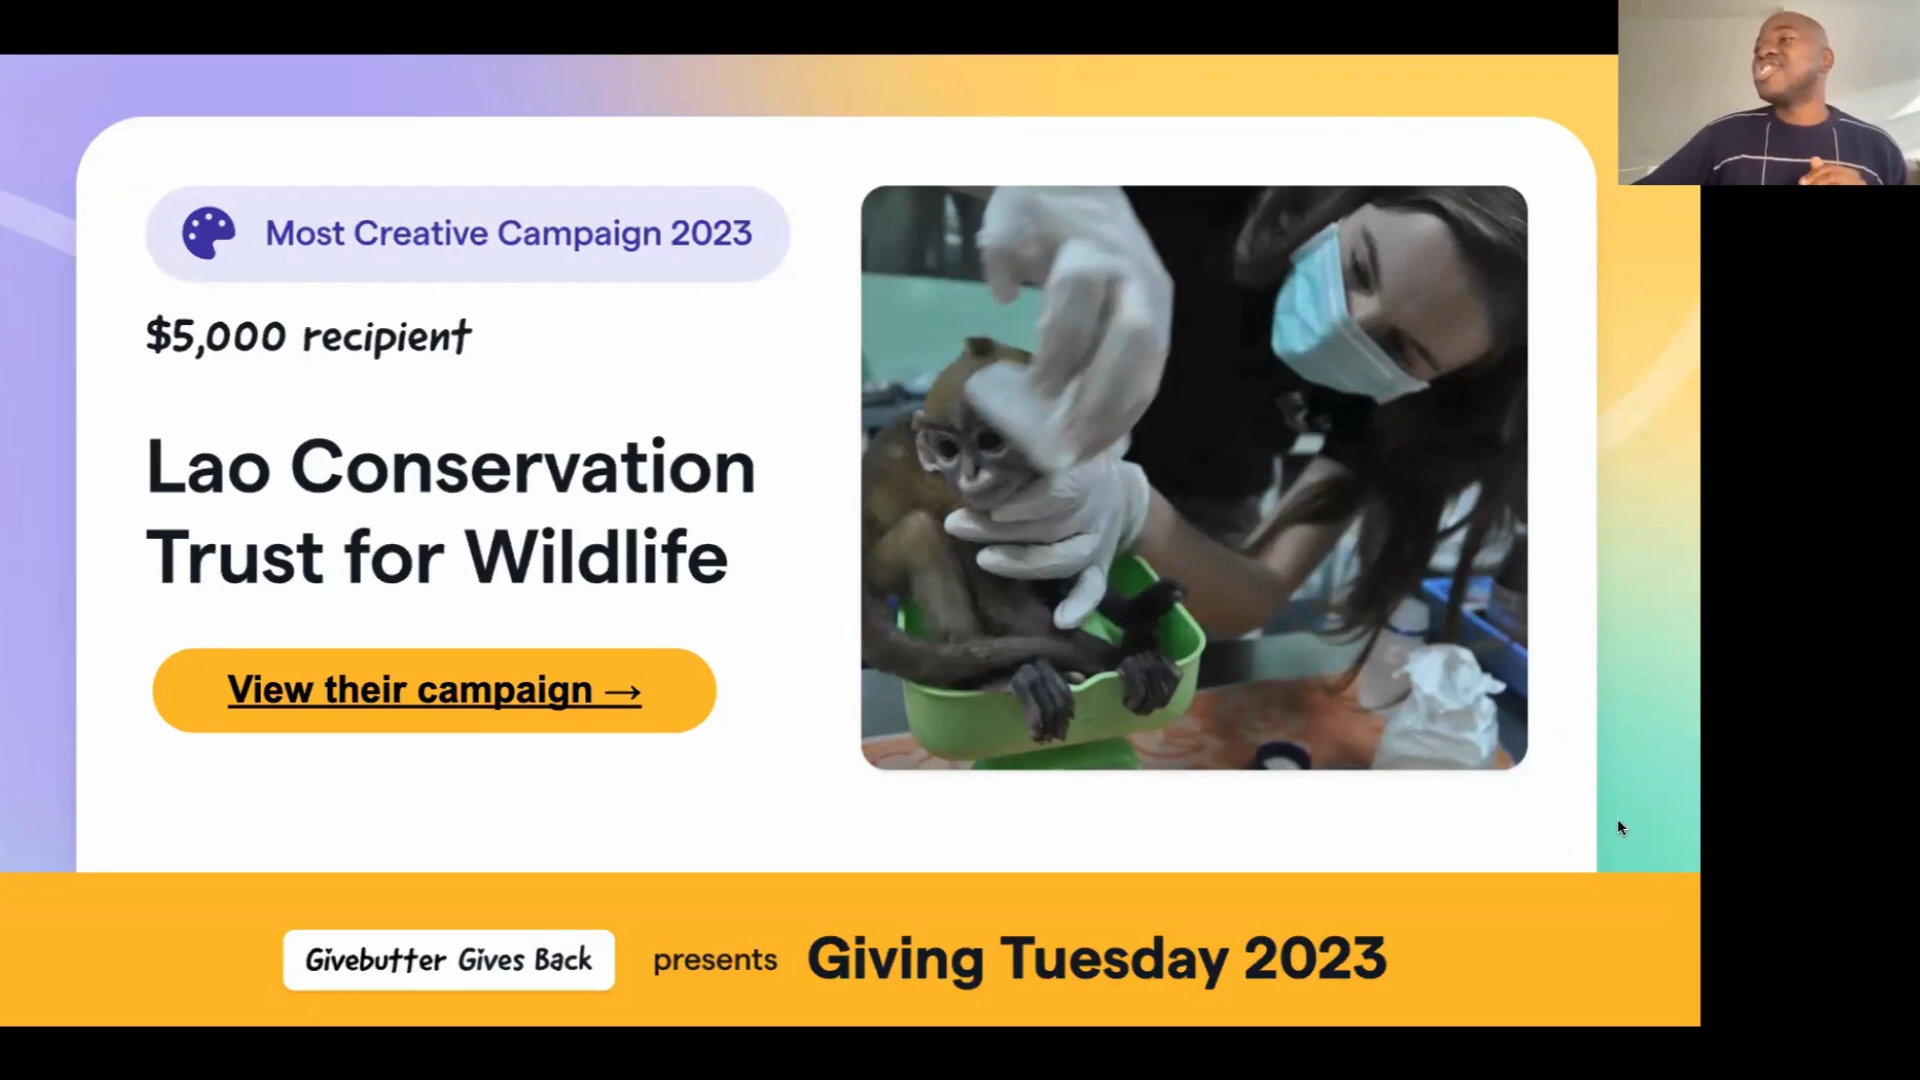 Most Creative Campaign 2023
$5,000 recipient
Lao Conservation
Trust for Wildlife
View their campaign →
Givebutter Gives Back presents Giving Tuesday 2023